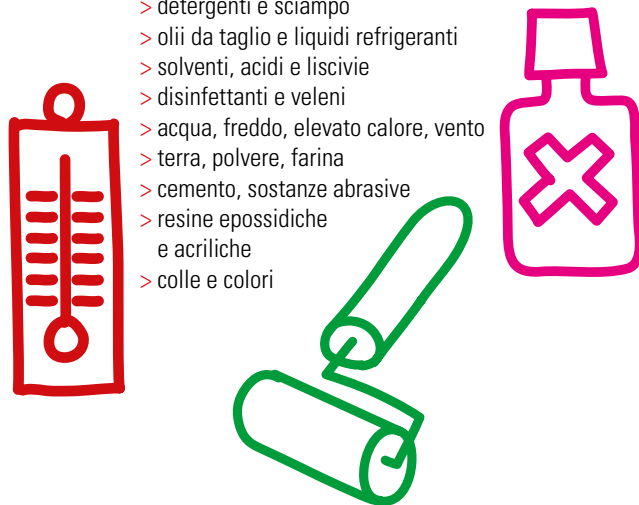 > detergenti e sciampo
> olii da taglio e liquidi refrigeranti
> solventi, acidi e liscivie
> disinfettanti e veleni
> acqua, freddo, elevato calore, vento
> terra, polvere, farina
> cemento, sostanze abrasive
> resine epossidiche
e acriliche
> colle e colori